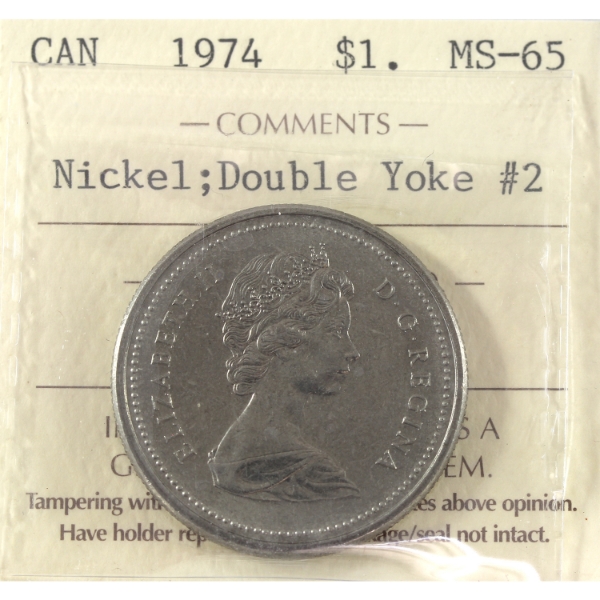 CAN 1974 $1. MS-65
— COMMENTS —
Nickel;Double Yoke #2
ELIZABETH II D·G·REGINA
S A
G EM.
Tampering with es above opinion.
Have holder age/seal not intact.